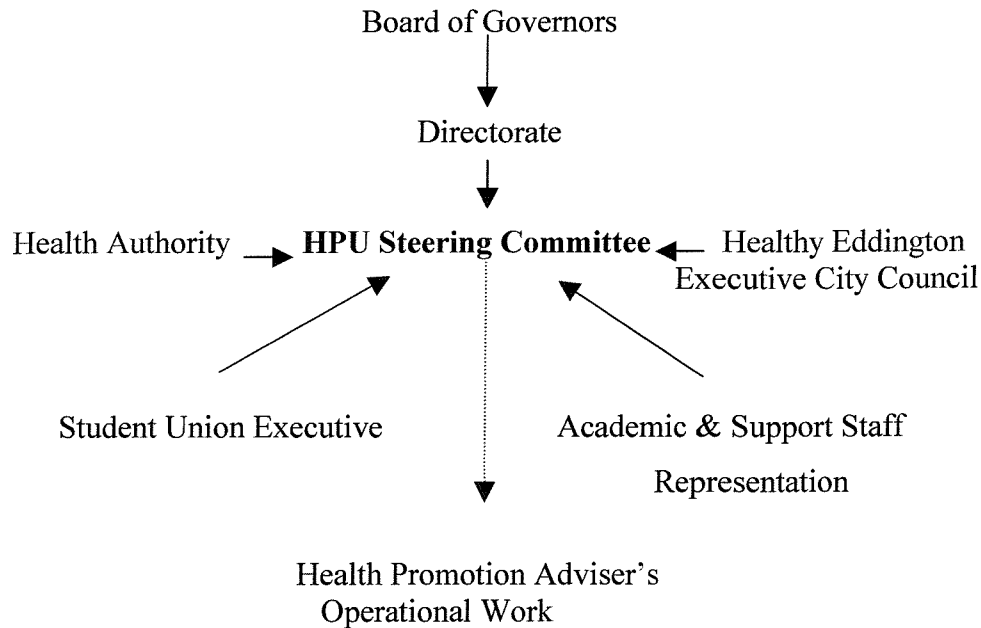 Board of Governors
Directorate
Health Authority
HPU Steering Committee
Healthy Eddington
Executive City Council
Student Union Executive
Academic & Support Staff
Representation
Health Promotion Adviser's
Operational Work